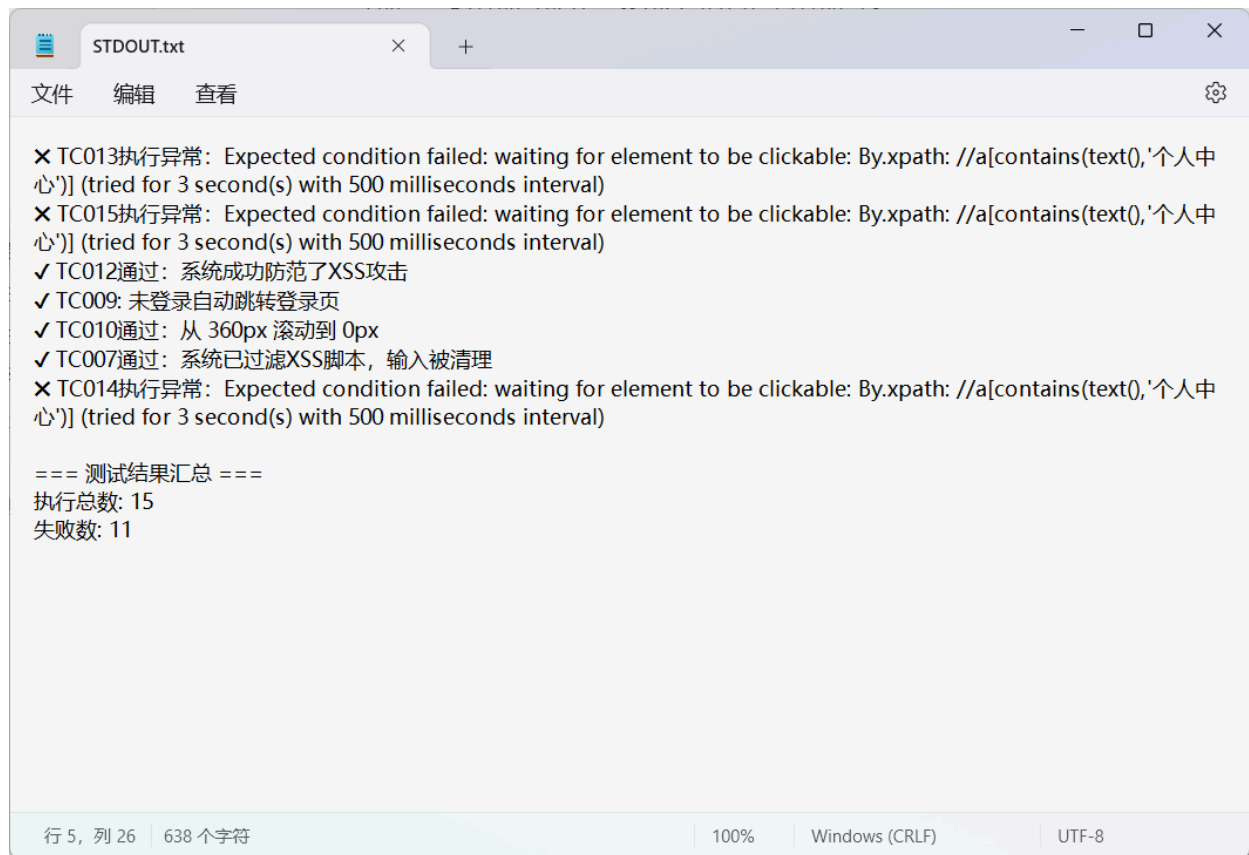 STDOUT.txt
文件 编辑 查看
❌ TC013执行异常：Expected condition failed: waiting for element to be clickable: By.xpath: //a[contains(text(),'个人中
心')] (tried for 3 second(s) with 500 milliseconds interval)
❌ TC015执行异常：Expected condition failed: waiting for element to be clickable: By.xpath: //a[contains(text(),'个人中
心')] (tried for 3 second(s) with 500 milliseconds interval)
✔ TC012通过：系统成功防范了XSS攻击
✔ TC009: 未登录自动跳转登录页
✔ TC010通过：从 360px 滚动到 0px
✔ TC007通过：系统已过滤XSS脚本，输入被清理
❌ TC014执行异常：Expected condition failed: waiting for element to be clickable: By.xpath: //a[contains(text(),'个人中
心')] (tried for 3 second(s) with 500 milliseconds interval)
=== 测试结果汇总 ===
执行总数: 15
失败数: 11
行 5，列 26 638 个字符 100% Windows (CRLF) UTF-8